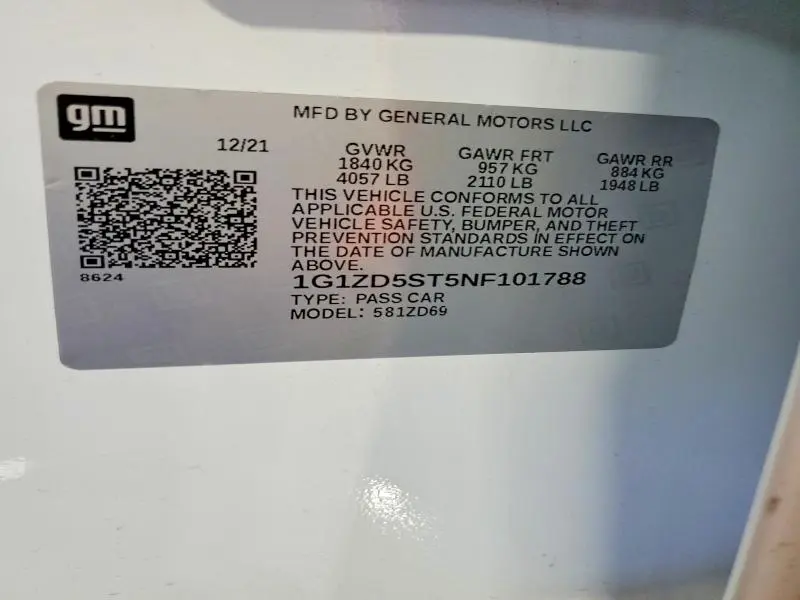 gm
MFD BY GENERAL MOTORS LLC
12/21
GVWR
1840 KG
4057 LB
GAWR FRT
957 KG
2110 LB
GAWR RR
884 KG
1948 LB
THIS VEHICLE CONFORMS TO ALL
APPLICABLE U.S. FEDERAL MOTOR
VEHICLE SAFETY, BUMPER, AND THEFT
PREVENTION STANDARDS IN EFFECT ON
THE DATE OF MANUFACTURE SHOWN
ABOVE.
8624
1G1ZD5ST5NF101788
TYPE: PASS CAR
MODEL: 581ZD69